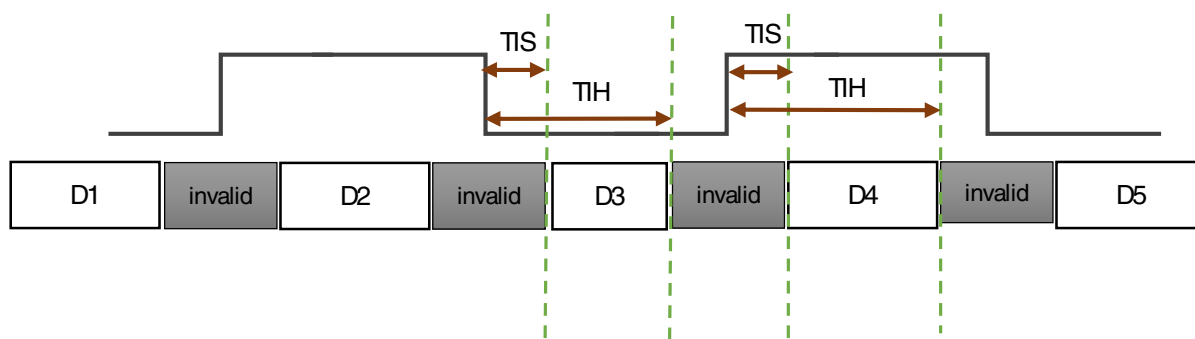 TIS
TIS
TIH
TIH
D1 invalid D2 invalid D3 invalid D4 invalid D5